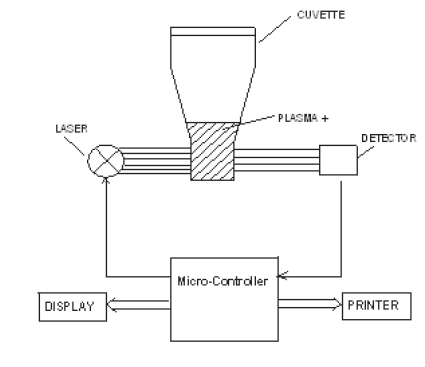 CUVETTE
PLASMA +
LASER
DETECTOR
Micro-Controller
DISPLAY
PRINTER